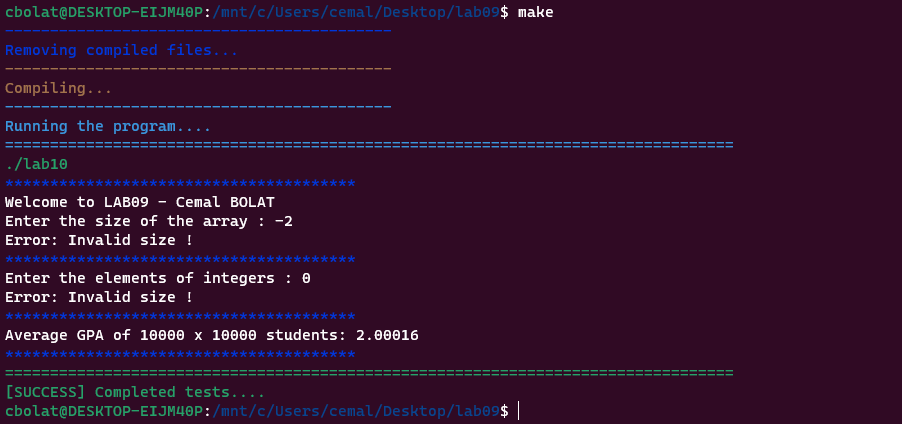 cbolat@DESKTOP-EIJM40P:/mnt/c/Users/cemal/Desktop/lab09$ make
-------------------------------------------
Removing compiled files...
-------------------------------------------
Compiling...
-------------------------------------------
Running the program....
=================================================================================
./lab10
***************************************
Welcome to LAB09 - Cemal BOLAT
Enter the size of the array : -2
Error: Invalid size !
***************************************
Enter the elements of integers : 0
Error: Invalid size !
***************************************
Average GPA of 10000 x 10000 students: 2.00016
***************************************
=================================================================================
[SUCCESS] Completed tests....
cbolat@DESKTOP-EIJM40P:/mnt/c/Users/cemal/Desktop/lab09$